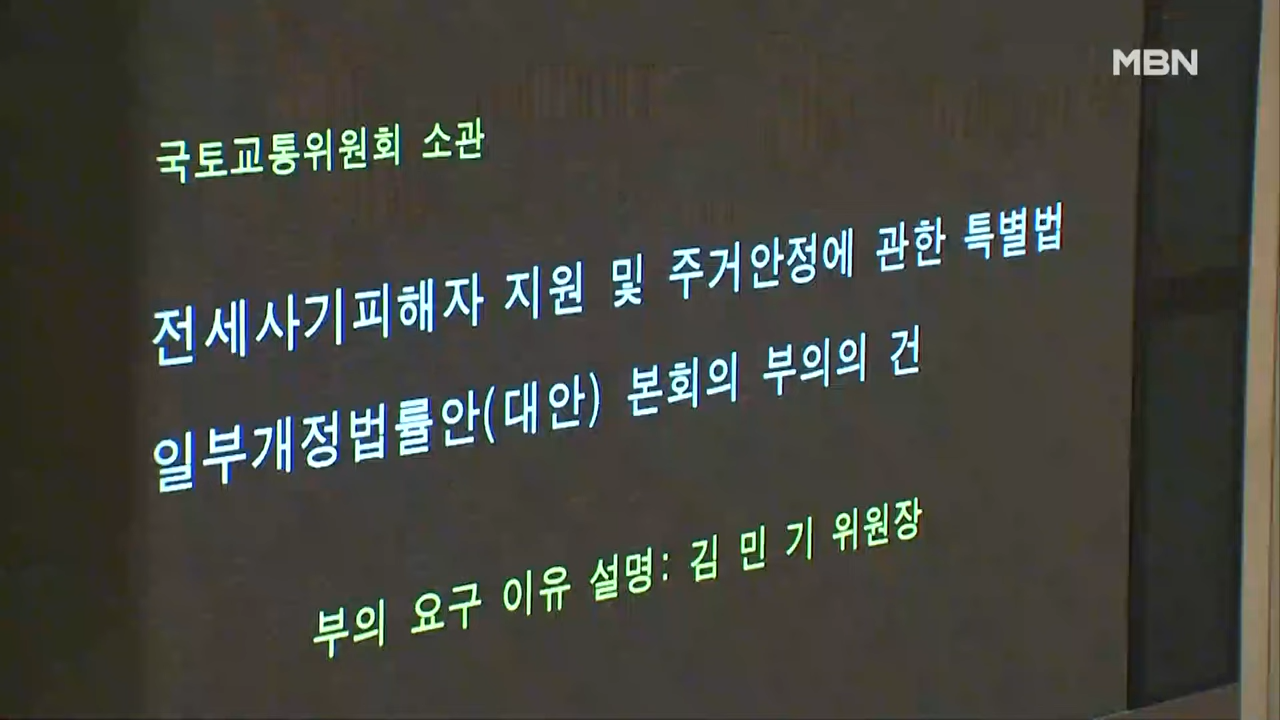 MBN
국토교통위원회 소관
전세사기피해자 지원 및 주거안정에 관한 특별법
일부개정법률안(대안) 본회의 부의의 건
부의 요구 이유 설명: 김 민 기 위원장